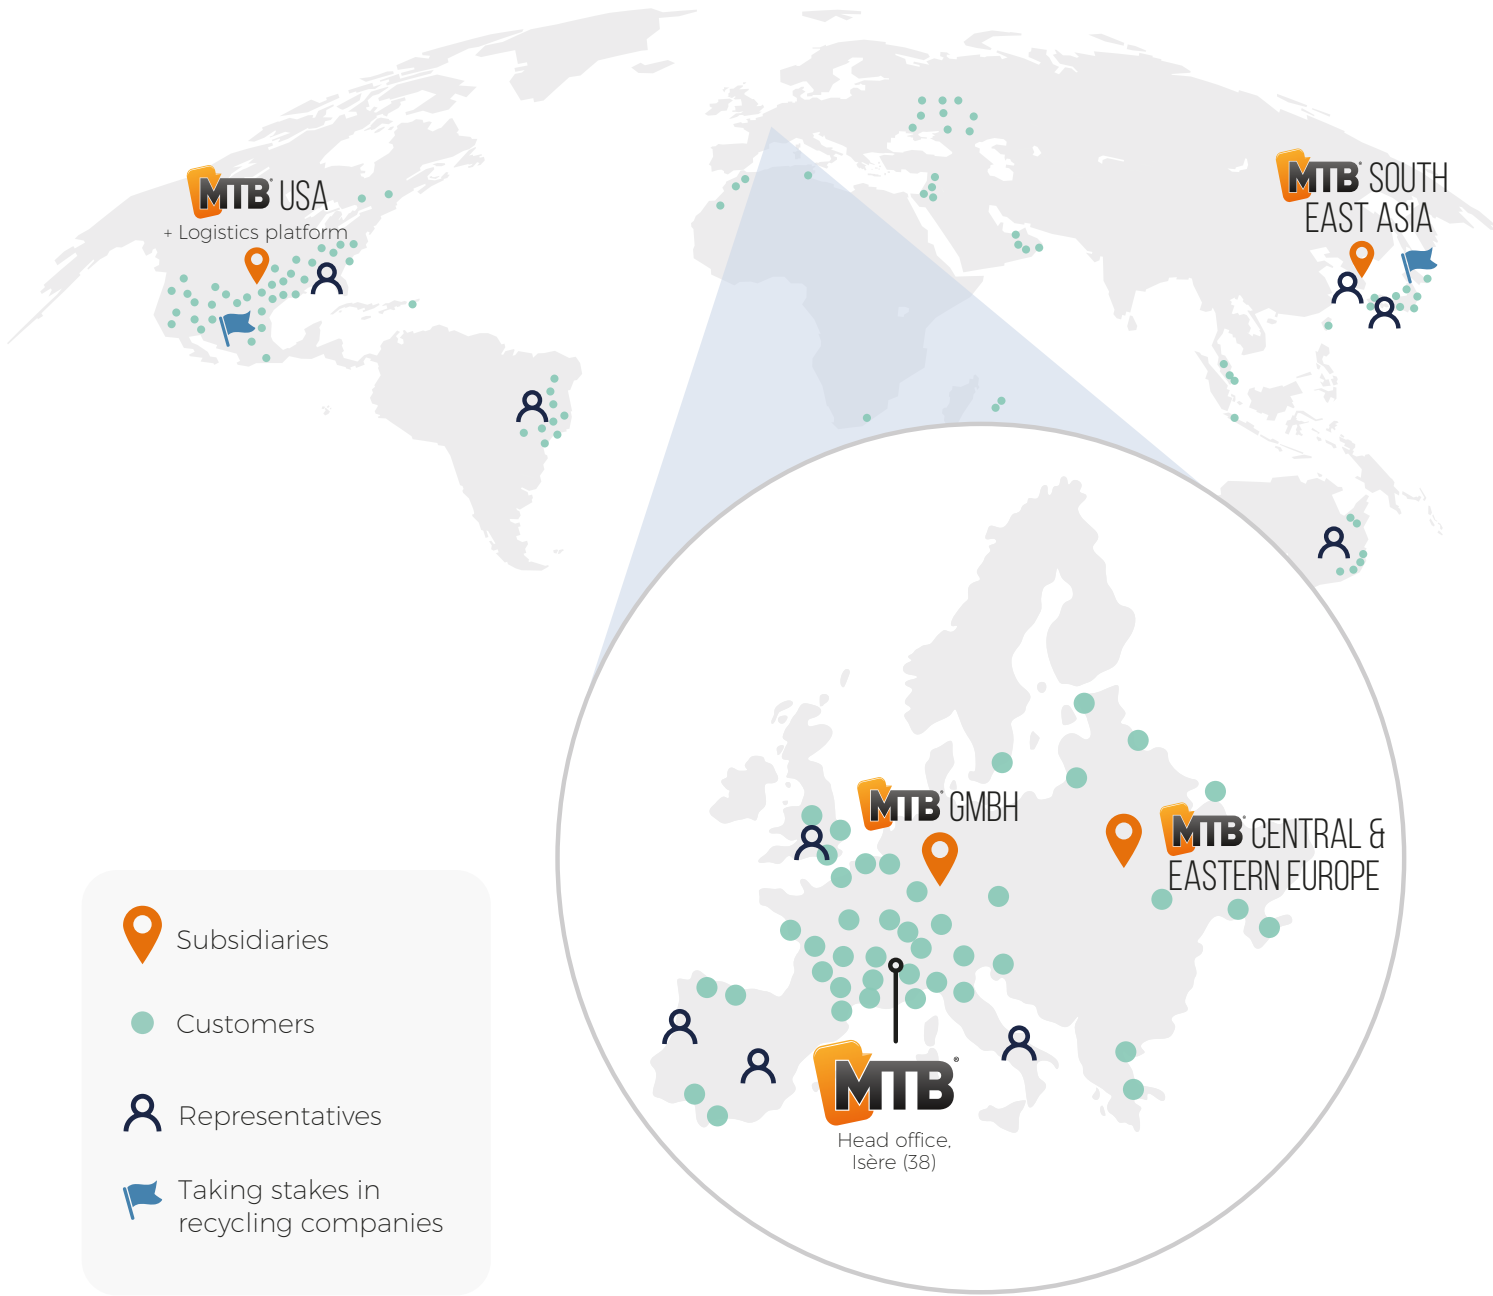 MTB® USA
+ Logistics platform
MTB® SOUTH
EAST ASIA
MTB® GMBH
MTB® CENTRAL &
EASTERN EUROPE
MTB®
Head office,
Isère (38)
Subsidiaries
Customers
Representatives
Taking stakes in
recycling companies